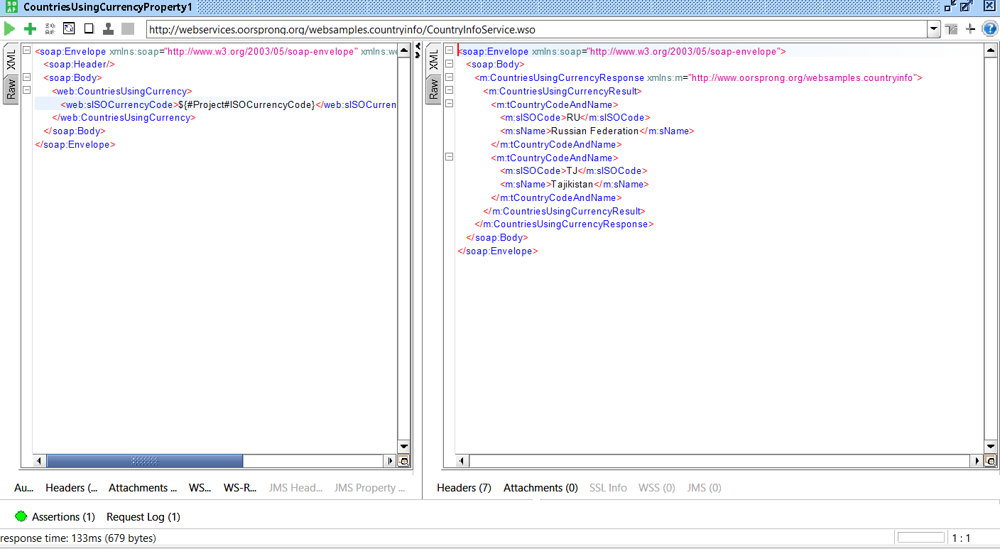 CountriesUsingCurrencyProperty1
http://webservices.oorsprong.org/websamples.countryinfo/CountryInfoService.wso
XML
Raw
<soap:Envelope xmlns:soap="http://www.w3.org/2003/05/soap-envelope" xmlns:we
<soap:Header/>
<soap:Body>
<web:CountriesUsingCurrency>
<web:sISOCurrencyCode>${#Project#ISOCurrencyCode}</web:sISOCurren
</web:CountriesUsingCurrency>
</soap:Body>
</soap:Envelope>
XML
Raw
<soap:Envelope xmlns:soap="http://www.w3.org/2003/05/soap-envelope">
<soap:Body>
<m:CountriesUsingCurrencyResponse xmlns:m="http://www.oorsprong.org/websamples.countryinfo">
<m:CountriesUsingCurrencyResult>
<m:tCountryCodeAndName>
<m:sISOCode>RU</m:sISOCode>
<m:sName>Russian Federation</m:sName>
</m:tCountryCodeAndName>
<m:tCountryCodeAndName>
<m:sISOCode>TJ</m:sISOCode>
<m:sName>Tajikistan</m:sName>
</m:tCountryCodeAndName>
</m:CountriesUsingCurrencyResult>
</m:CountriesUsingCurrencyResponse>
</soap:Body>
</soap:Envelope>
Au... Headers (... Attachments ... WS... WS-R... JMS Head... JMS Property ...
Headers (7) Attachments (0) SSL Info WSS (0) JMS (0)
Assertions (1) Request Log (1)
response time: 133ms (679 bytes)
1 : 1